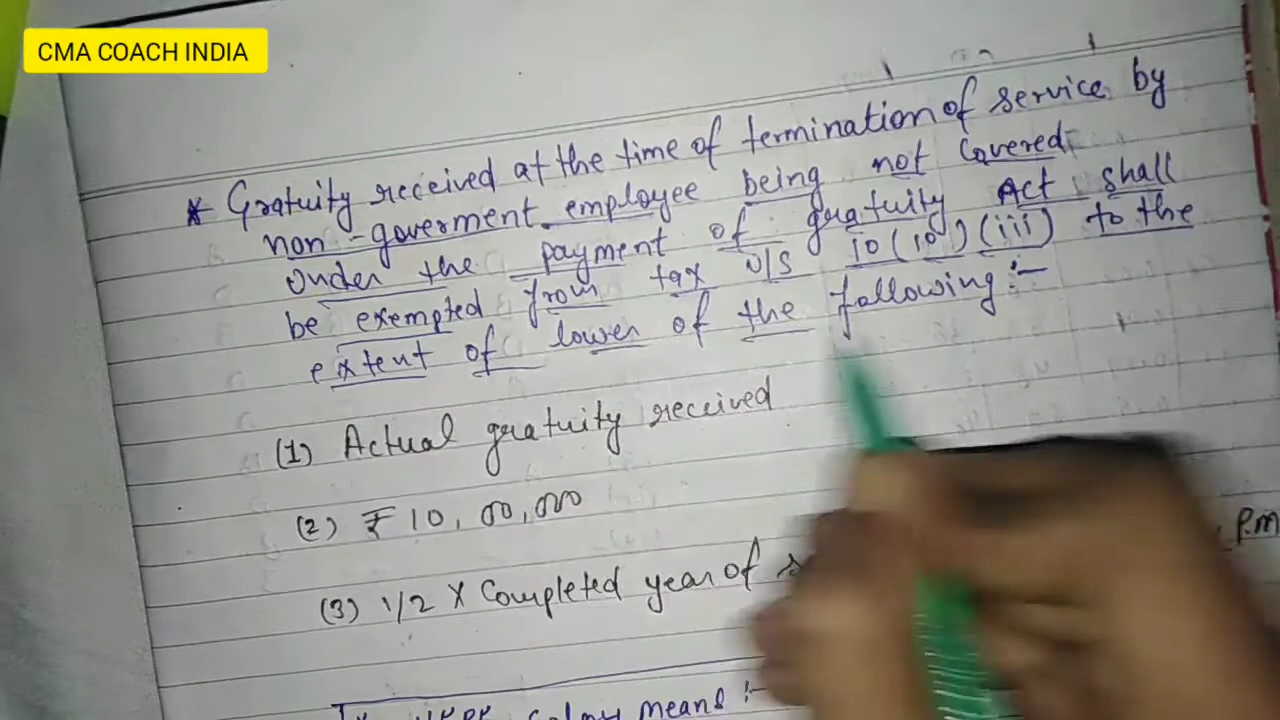 CMA COACH INDIA
* Gratuity received at the time of termination of service by
non-goverment employee being not Covered
Under the payment of gratuity Act shall
be exempted from tax U/S 10(10)(iii) to the
extent of lower of the following :-
(1) Actual gratuity received
(2) ₹ 10,00,000
(3) 1/2 X Completed year of
P.M
means :-